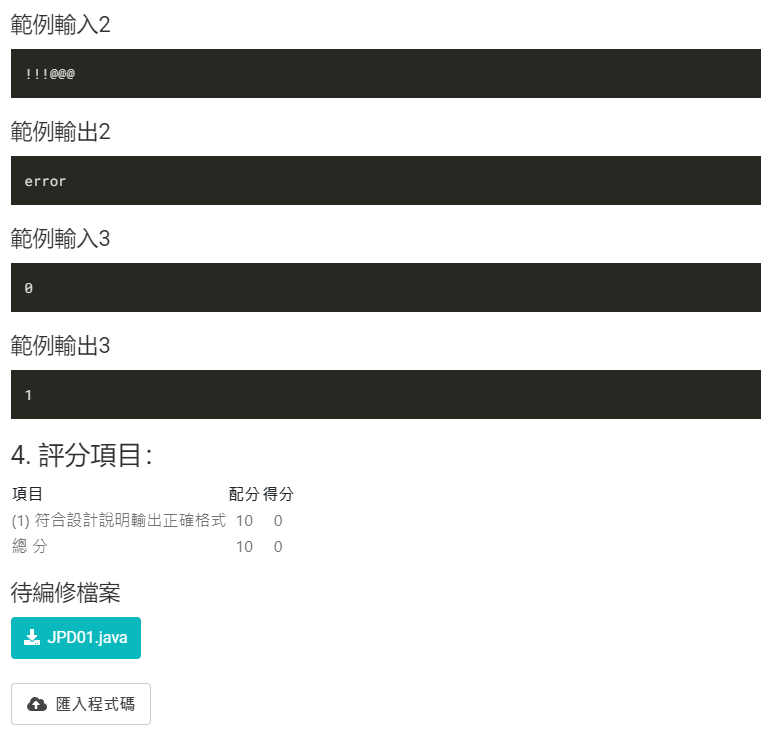 範例輸入2
!!!@@@
範例輸出2
error
範例輸入3
0
範例輸出3
1
4. 評分項目：
項目 配分 得分
(1) 符合設計說明輸出正確格式 10 0
總 分 10 0
待編修檔案
JPD01.java
匯入程式碼